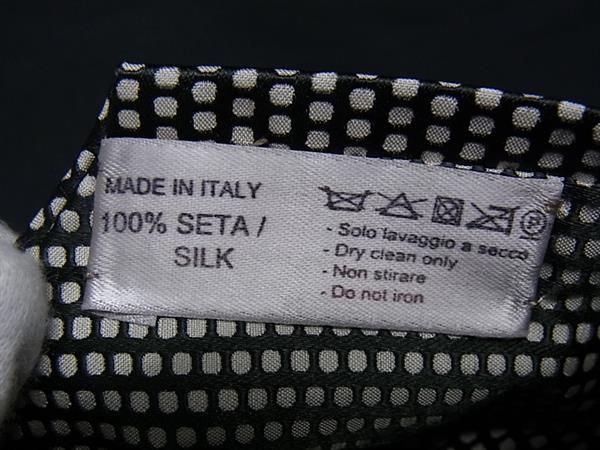 MADE IN ITALY
100% SETA /
SILK
- Solo lavaggio a secco
- Dry clean only
- Non stirare
- Do not iron